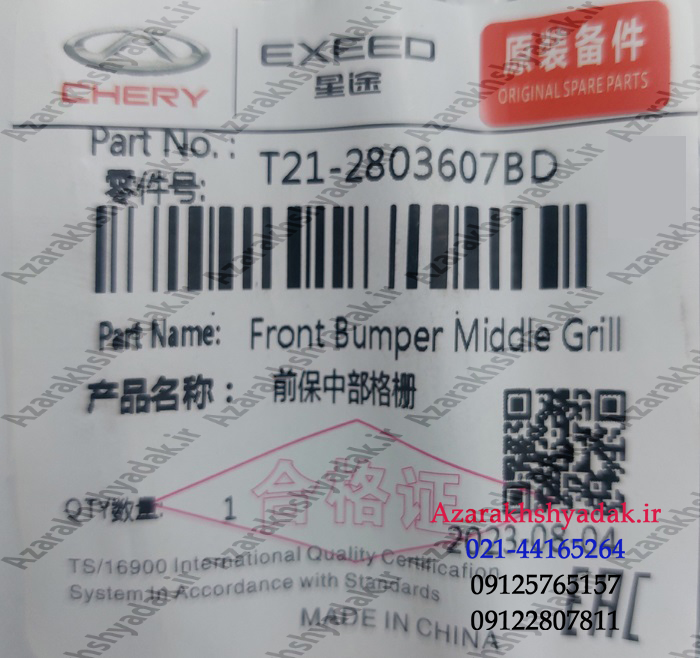 CHERY
EXEED
星途
原装备件
ORIGINAL SPARE PARTS
Part No.: T21-2803607BD
零件号:
Part Name: Front Bumper Middle Grill
产品名称: 前保中部格栅
合格证
QTY数量: 1
Azarakhshyadak.ir
021-44165264
TS/16900 International Quality Certification
System In Accordance with Standards
09125765157
MADE IN CHINA
09122807811
EAC